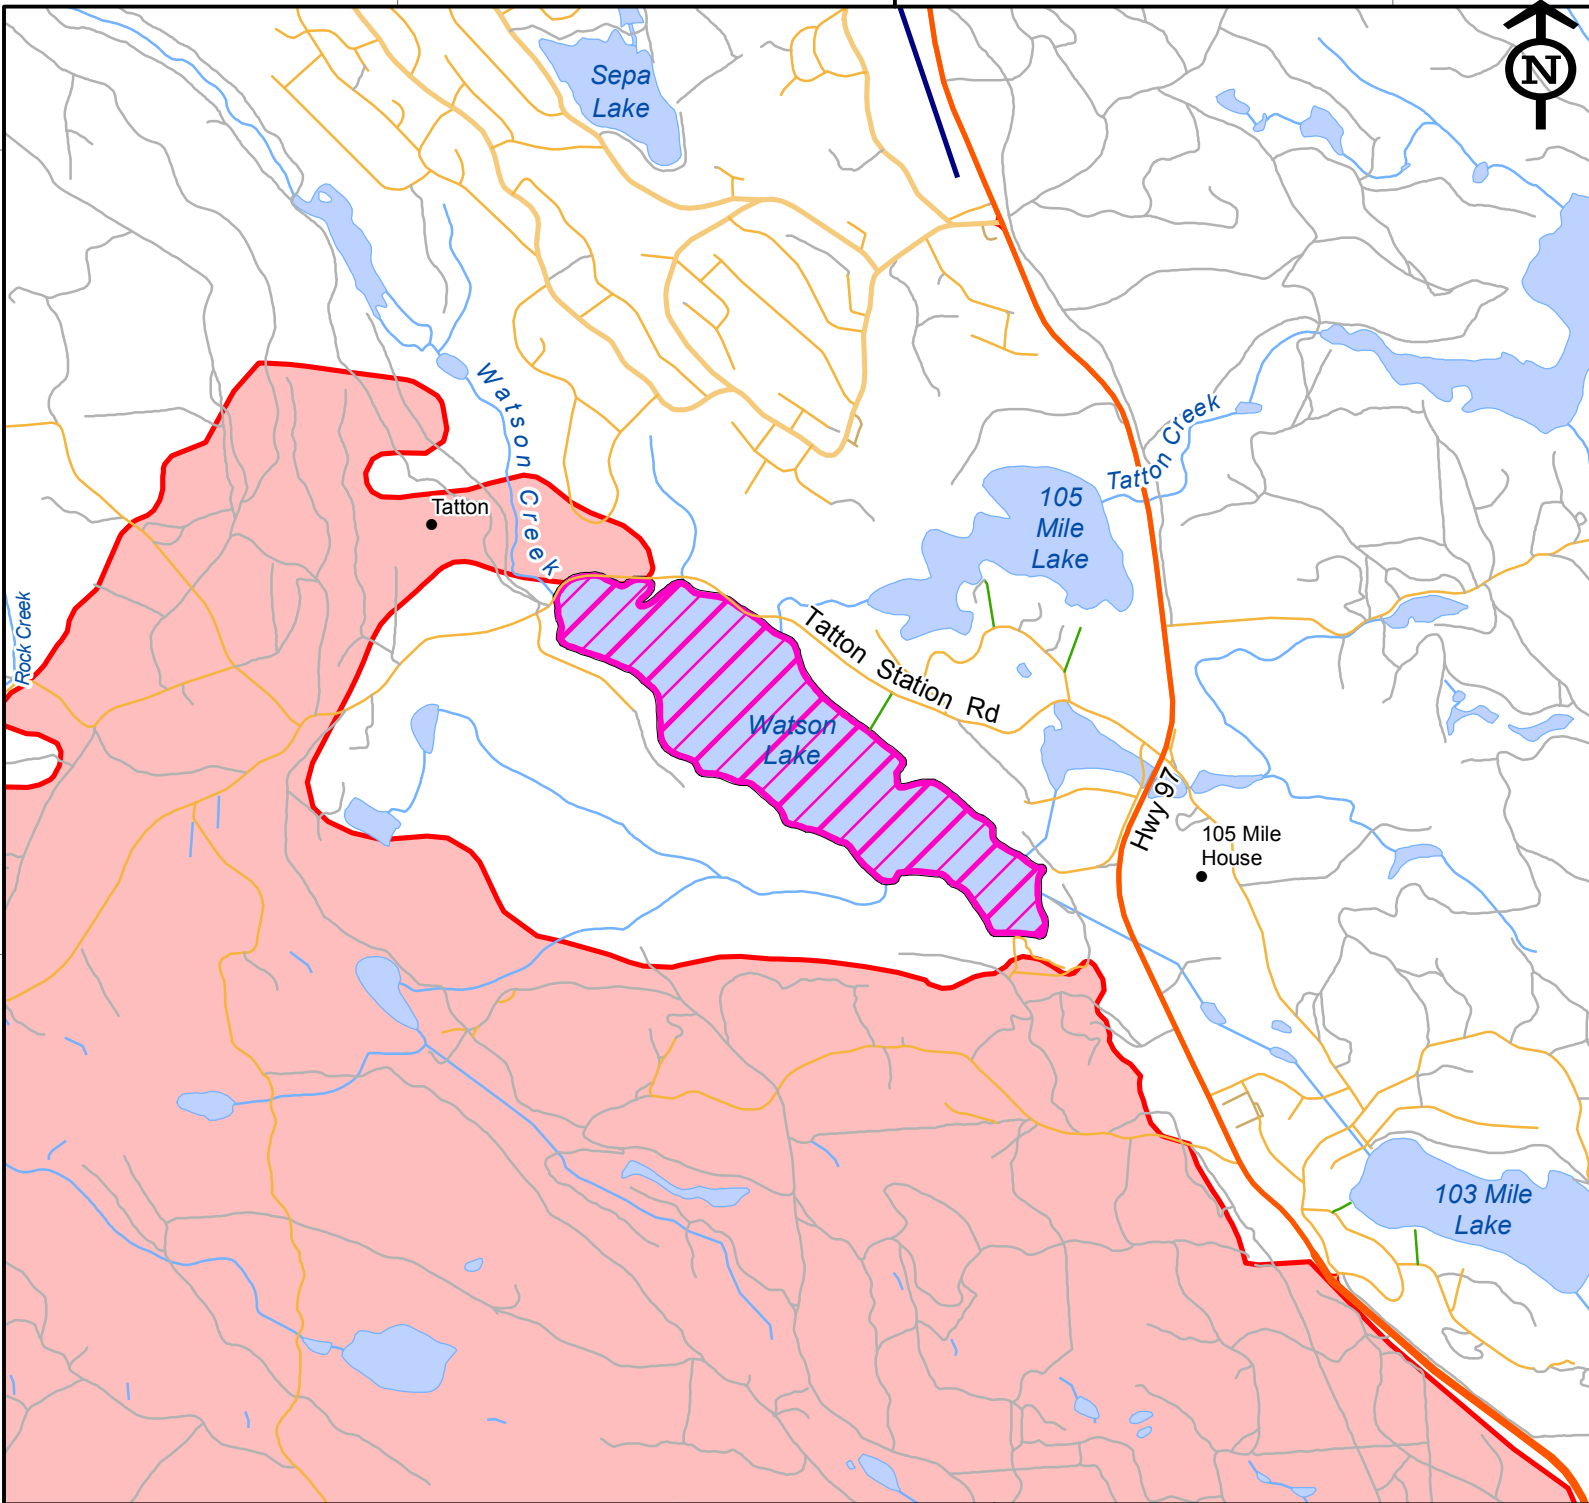 N
Sepa
Lake
Watson Creek
Tatton Creek
105
Mile
Lake
Tatton
Rock Creek
Tatton Station Rd
Watson
Lake
Hwy 97
105 Mile
House
103 Mile
Lake